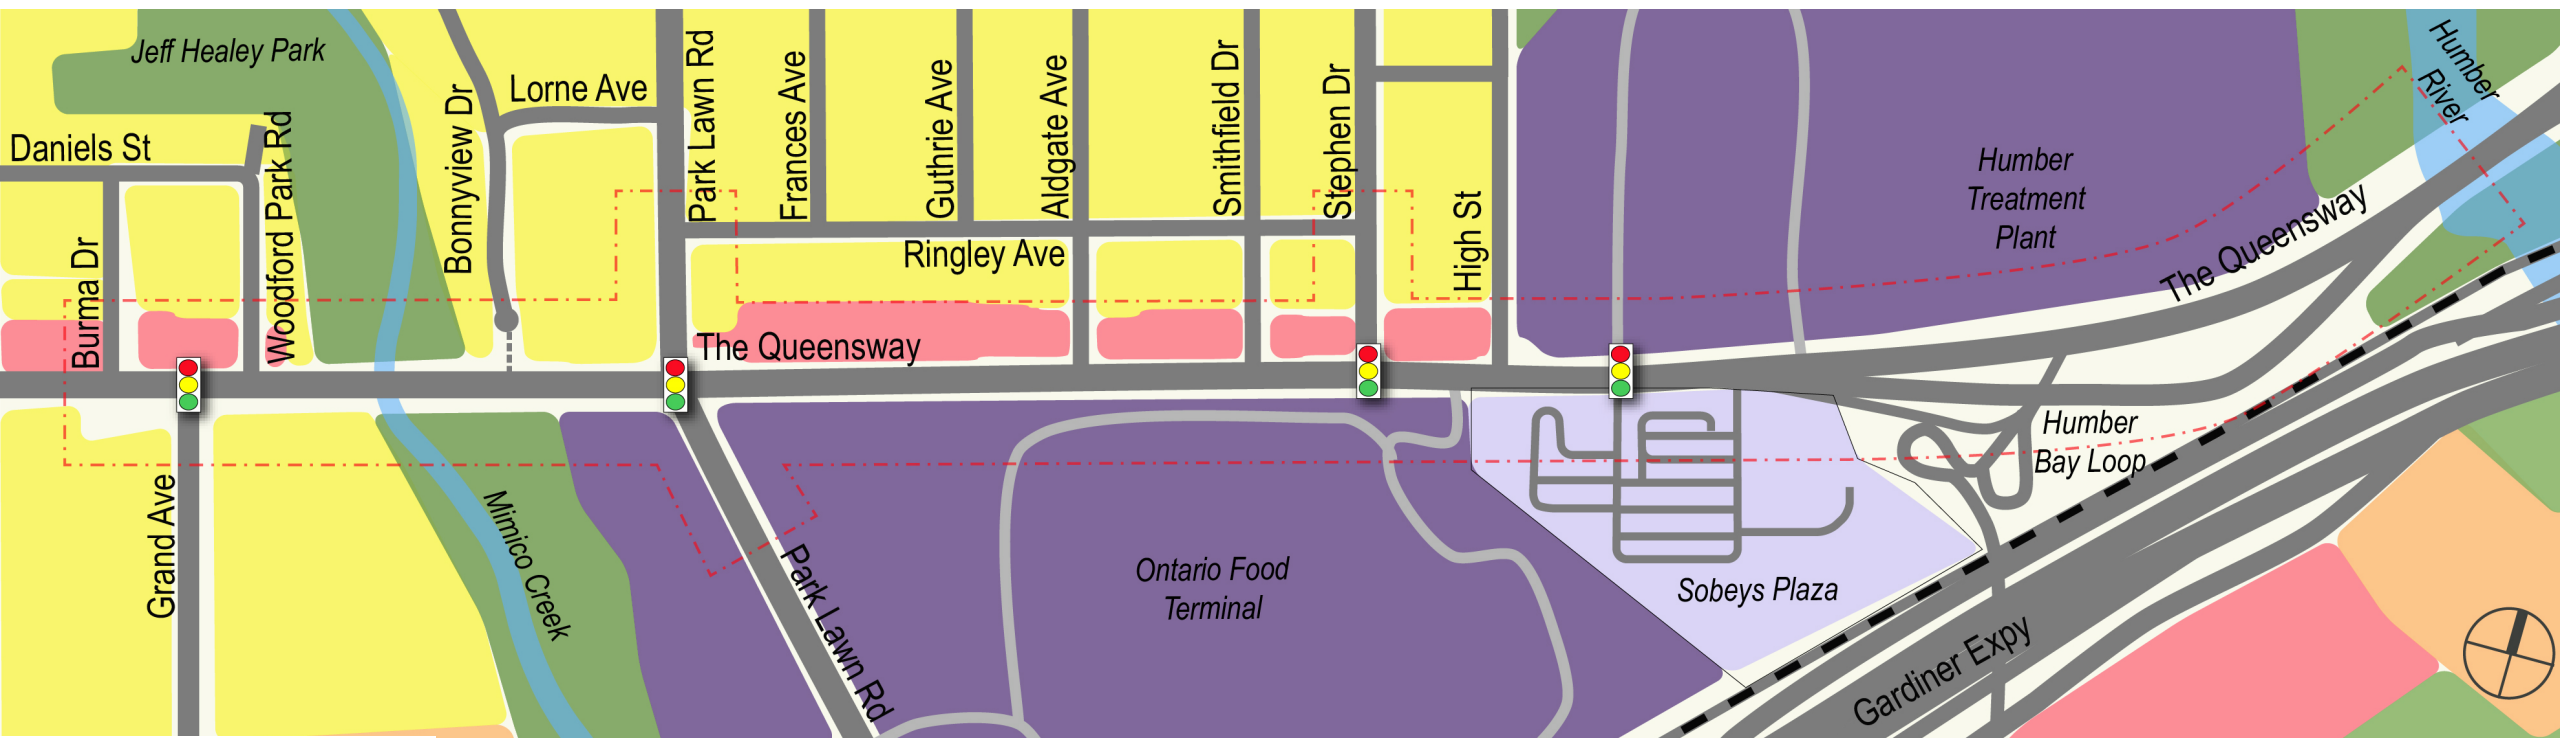 Jeff Healey Park
Daniels St
Burma Dr
Woodford Park Rd
Bonnyview Dr
Lorne Ave
Park Lawn Rd
Frances Ave
Guthrie Ave
Aldgate Ave
Smithfield Dr
Stephen Dr
High St
Ringley Ave
The Queensway
Humber
Treatment
Plant
The Queensway
Humber
River
Humber
Bay Loop
Grand Ave
Mimico Creek
Park Lawn Rd
Ontario Food
Terminal
Sobeys Plaza
Gardiner Expy